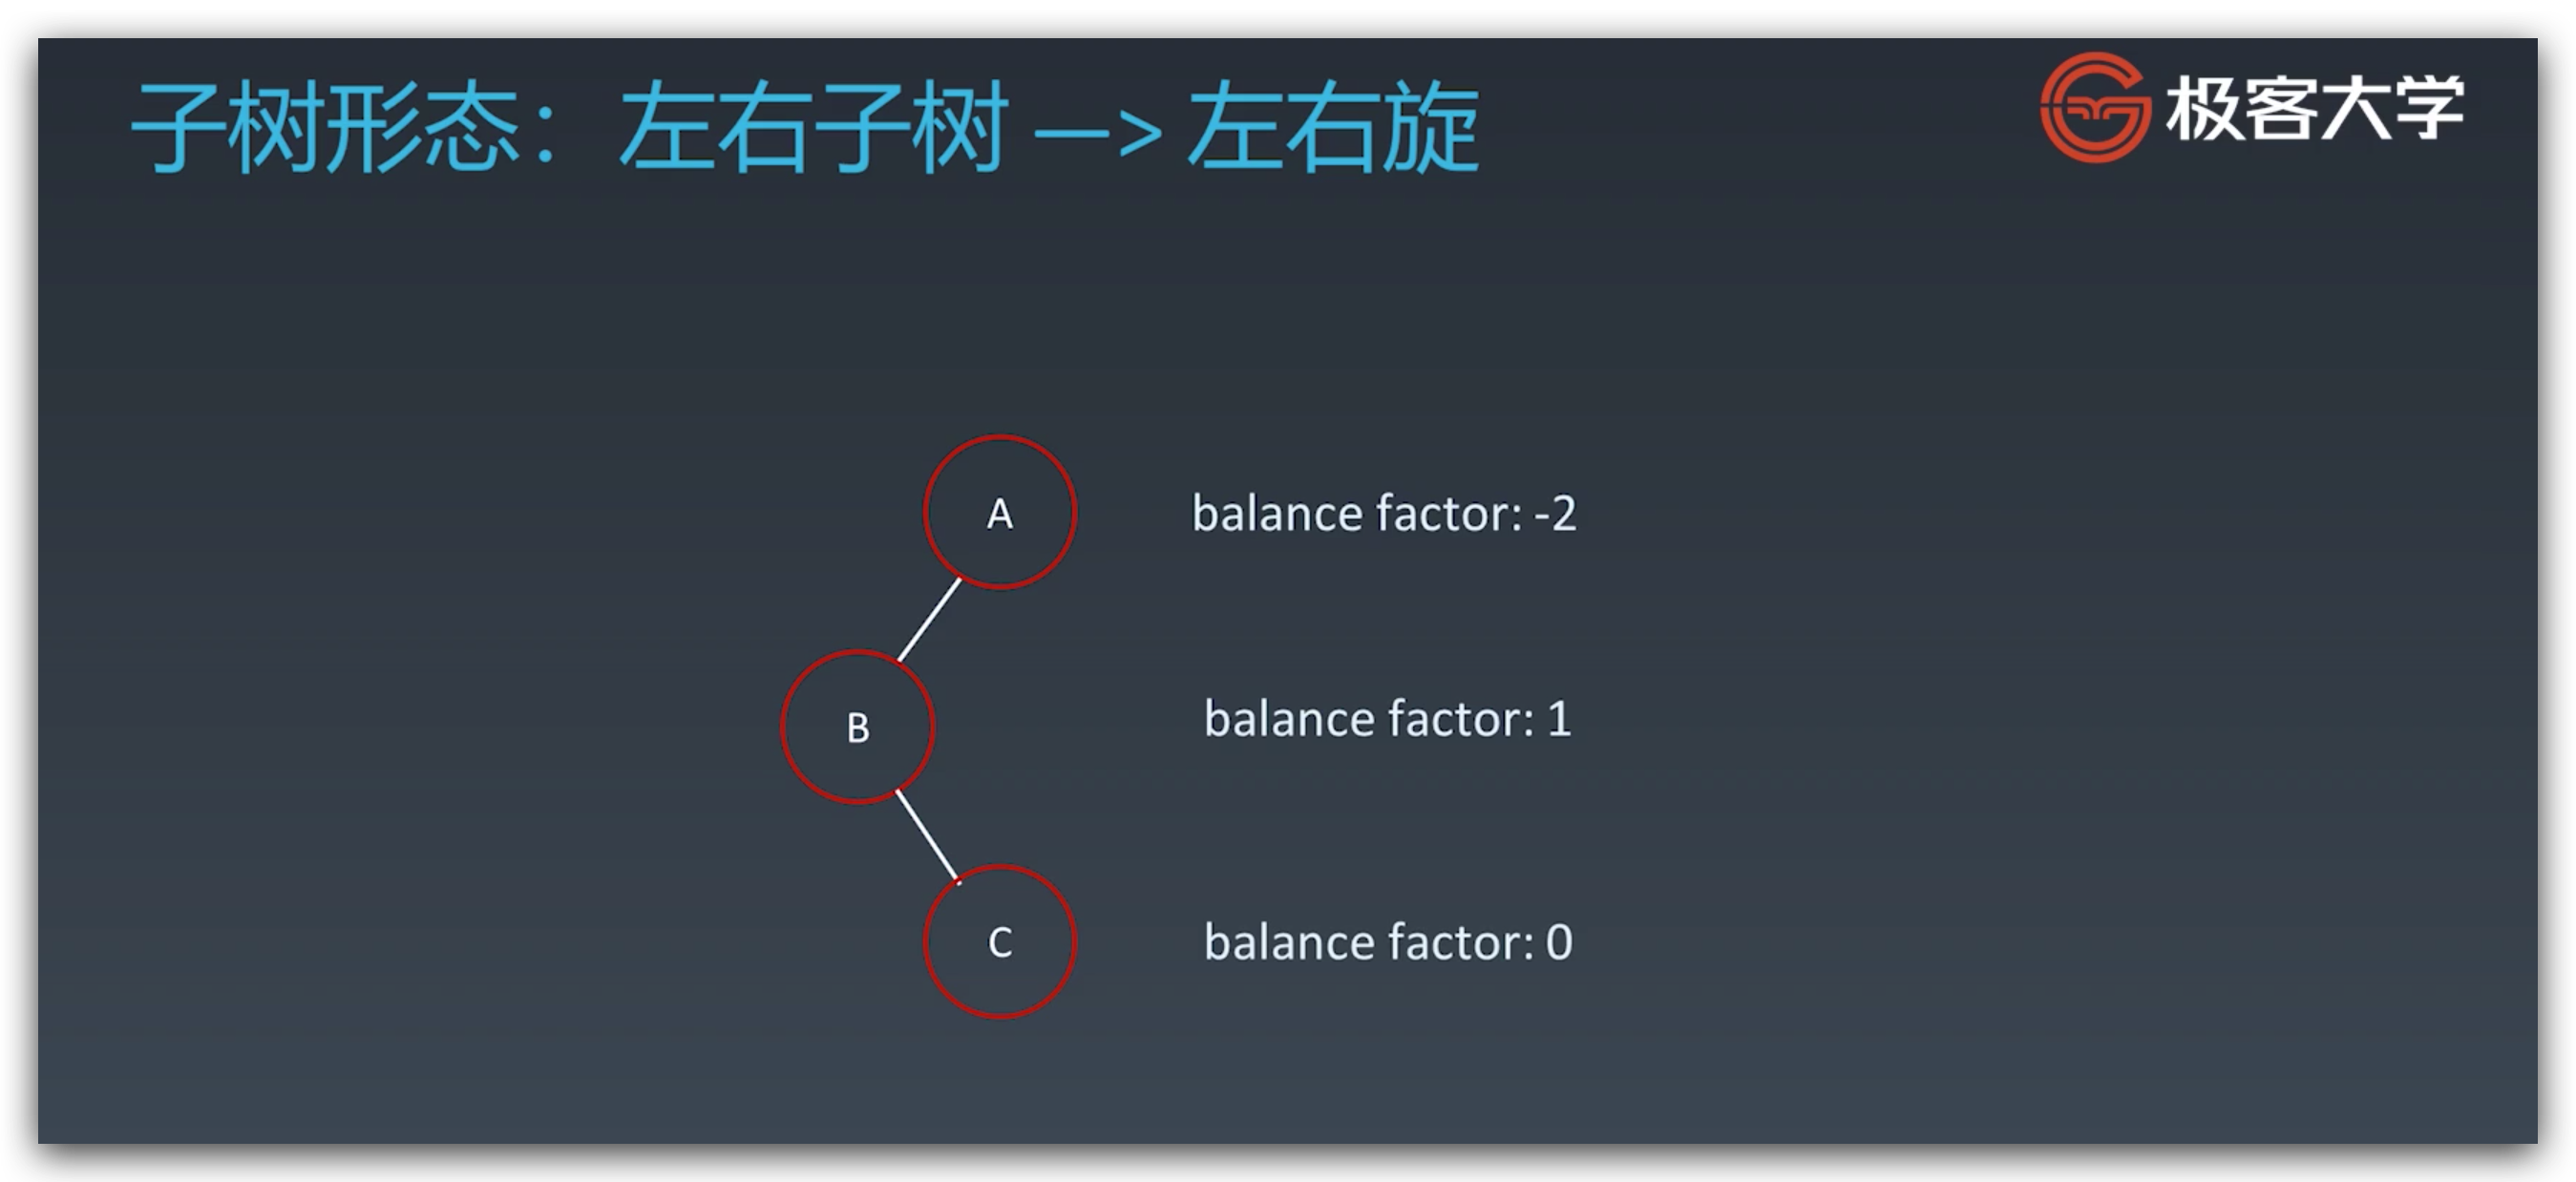 子树形态： 左右子树 —> 左右旋
极客大学
A
balance factor: -2
B
balance factor: 1
C
balance factor: 0